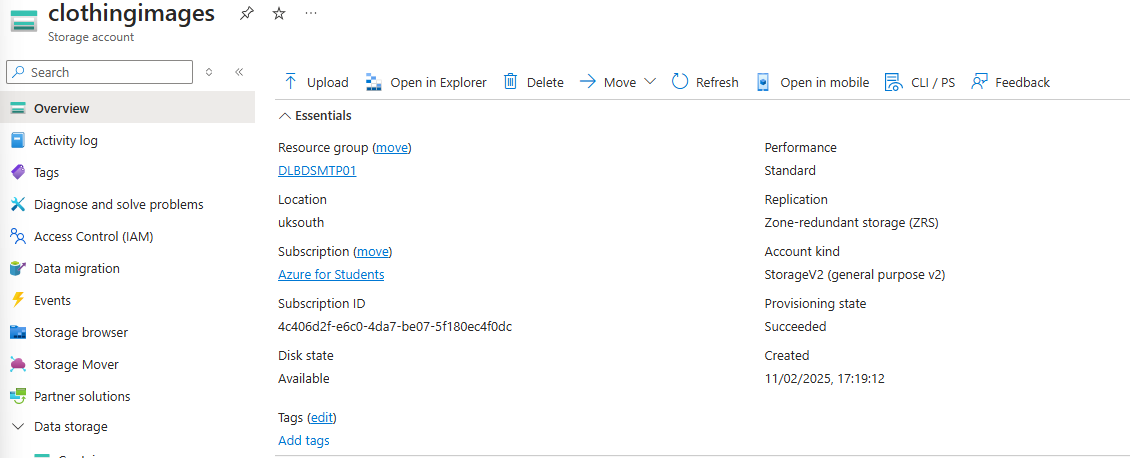 clothingimages
Storage account
Search
Overview
Activity log
Tags
Diagnose and solve problems
Access Control (IAM)
Data migration
Events
Storage browser
Storage Mover
Partner solutions
Data storage
Upload Open in Explorer Delete Move Refresh Open in mobile CLI / PS Feedback
Essentials
Resource group (move)
DLBDSMTP01
Location
uksouth
Subscription (move)
Azure for Students
Subscription ID
4c406d2f-e6c0-4da7-be07-5f180ec4f0dc
Disk state
Available
Tags (edit)
Add tags
Performance
Standard
Replication
Zone-redundant storage (ZRS)
Account kind
StorageV2 (general purpose v2)
Provisioning state
Succeeded
Created
11/02/2025, 17:19:12